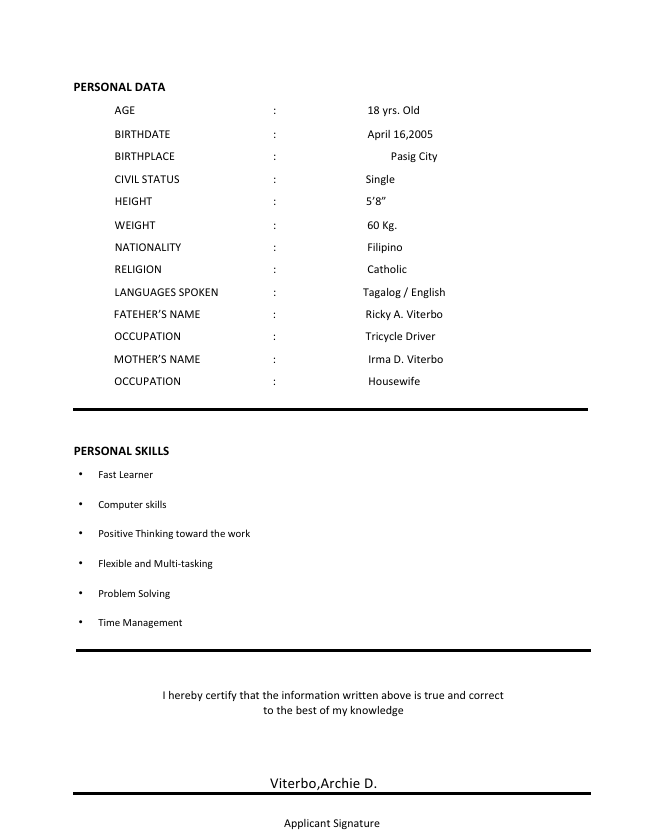 PERSONAL DATA
AGE : 18 yrs. Old
BIRTHDATE : April 16,2005
BIRTHPLACE : Pasig City
CIVIL STATUS : Single
HEIGHT : 5’8”
WEIGHT : 60 Kg.
NATIONALITY : Filipino
RELIGION : Catholic
LANGUAGES SPOKEN : Tagalog / English
FATEHER’S NAME : Ricky A. Viterbo
OCCUPATION : Tricycle Driver
MOTHER’S NAME : Irma D. Viterbo
OCCUPATION : Housewife
PERSONAL SKILLS
• Fast Learner
• Computer skills
• Positive Thinking toward the work
• Flexible and Multi-tasking
• Problem Solving
• Time Management
I hereby certify that the information written above is true and correct
to the best of my knowledge
Viterbo,Archie D.
Applicant Signature